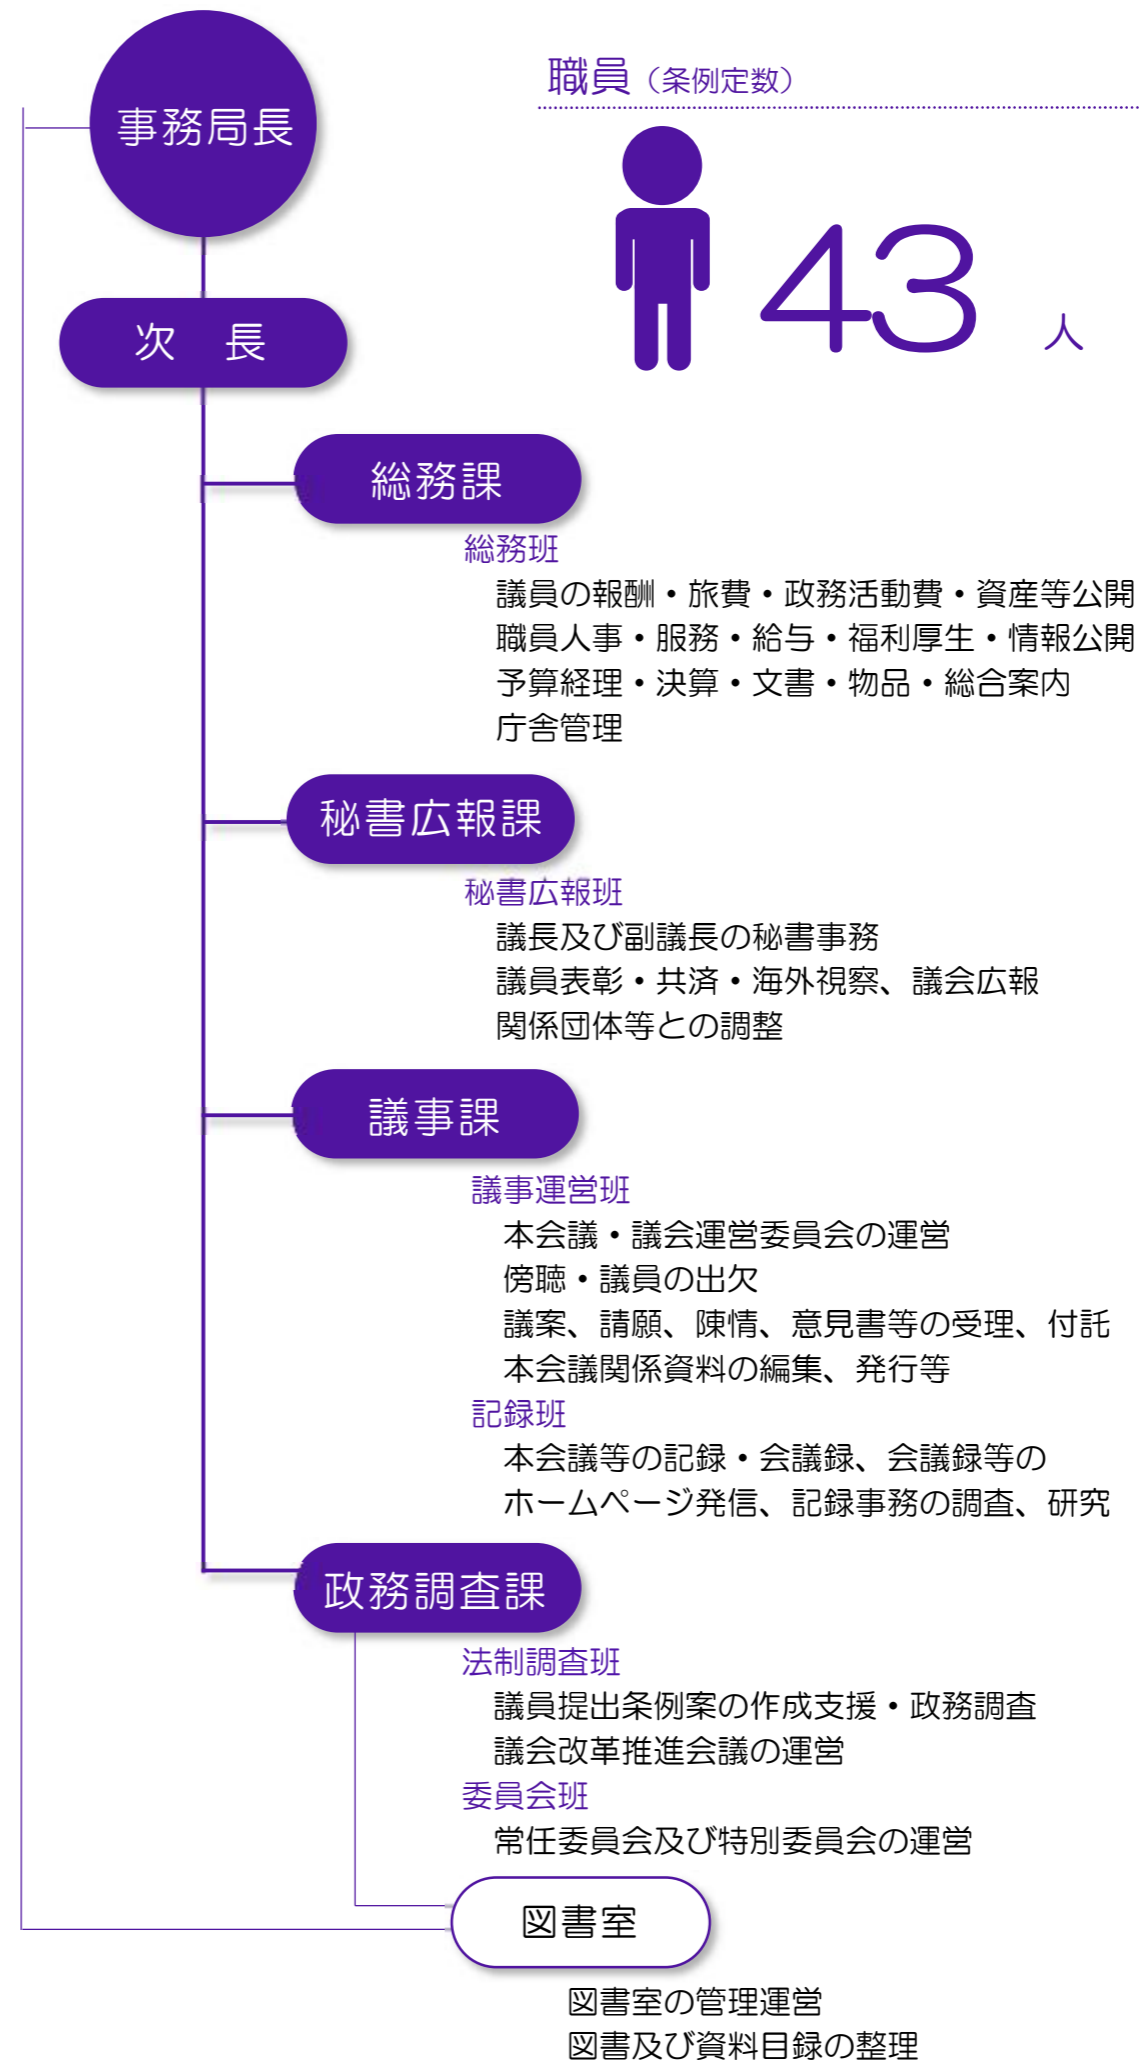 事務局長
職員（条例定数）
43 人
次　長
総務課
総務班
議員の報酬・旅費・政務活動費・資産等公開
職員人事・服務・給与・福利厚生・情報公開
予算経理・決算・文書・物品・総合案内
庁舎管理
秘書広報課
秘書広報班
議長及び副議長の秘書事務
議員表彰・共済・海外視察、議会広報
関係団体等との調整
議事課
議事運営班
本会議・議会運営委員会の運営
傍聴・議員の出欠
議案、請願、陳情、意見書等の受理、付託
本会議関係資料の編集、発行等
記録班
本会議等の記録・会議録、会議録等の
ホームページ発信、記録事務の調査、研究
政務調査課
法制調査班
議員提出条例案の作成支援・政務調査
議会改革推進会議の運営
委員会班
常任委員会及び特別委員会の運営
図書室
図書室の管理運営
図書及び資料目録の整理